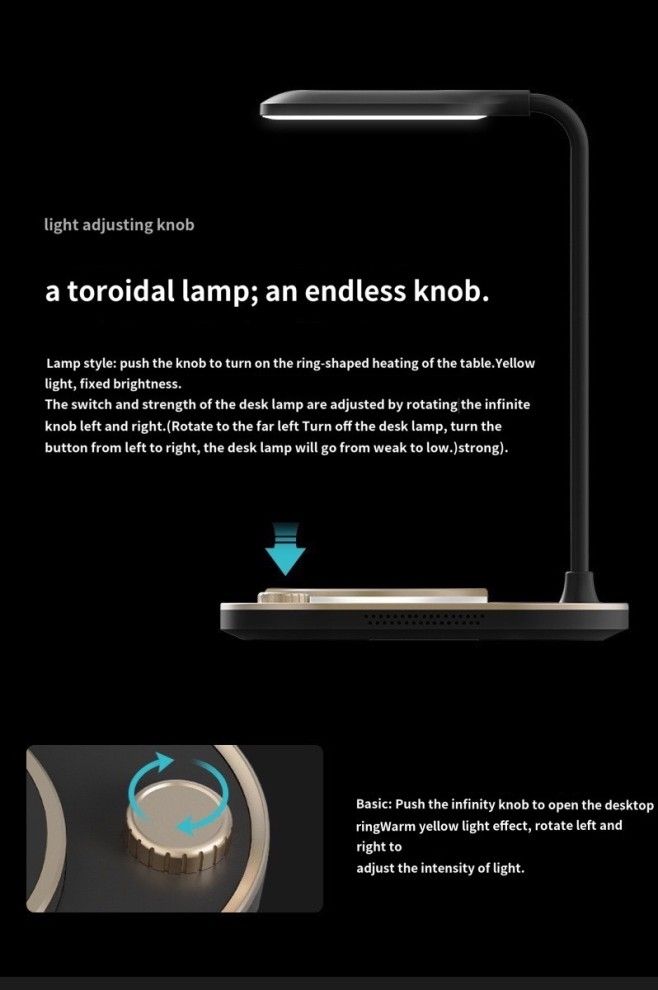 light adjusting knob
a toroidal lamp; an endless knob.
Lamp style: push the knob to turn on the ring-shaped heating of the table.Yellow
light, fixed brightness.
The switch and strength of the desk lamp are adjusted by rotating the infinite
knob left and right.(Rotate to the far left Turn off the desk lamp, turn the
button from left to right, the desk lamp will go from weak to low.)strong).
Basic: Push the infinity knob to open the desktop
ringWarm yellow light effect, rotate left and
right to
adjust the intensity of light.